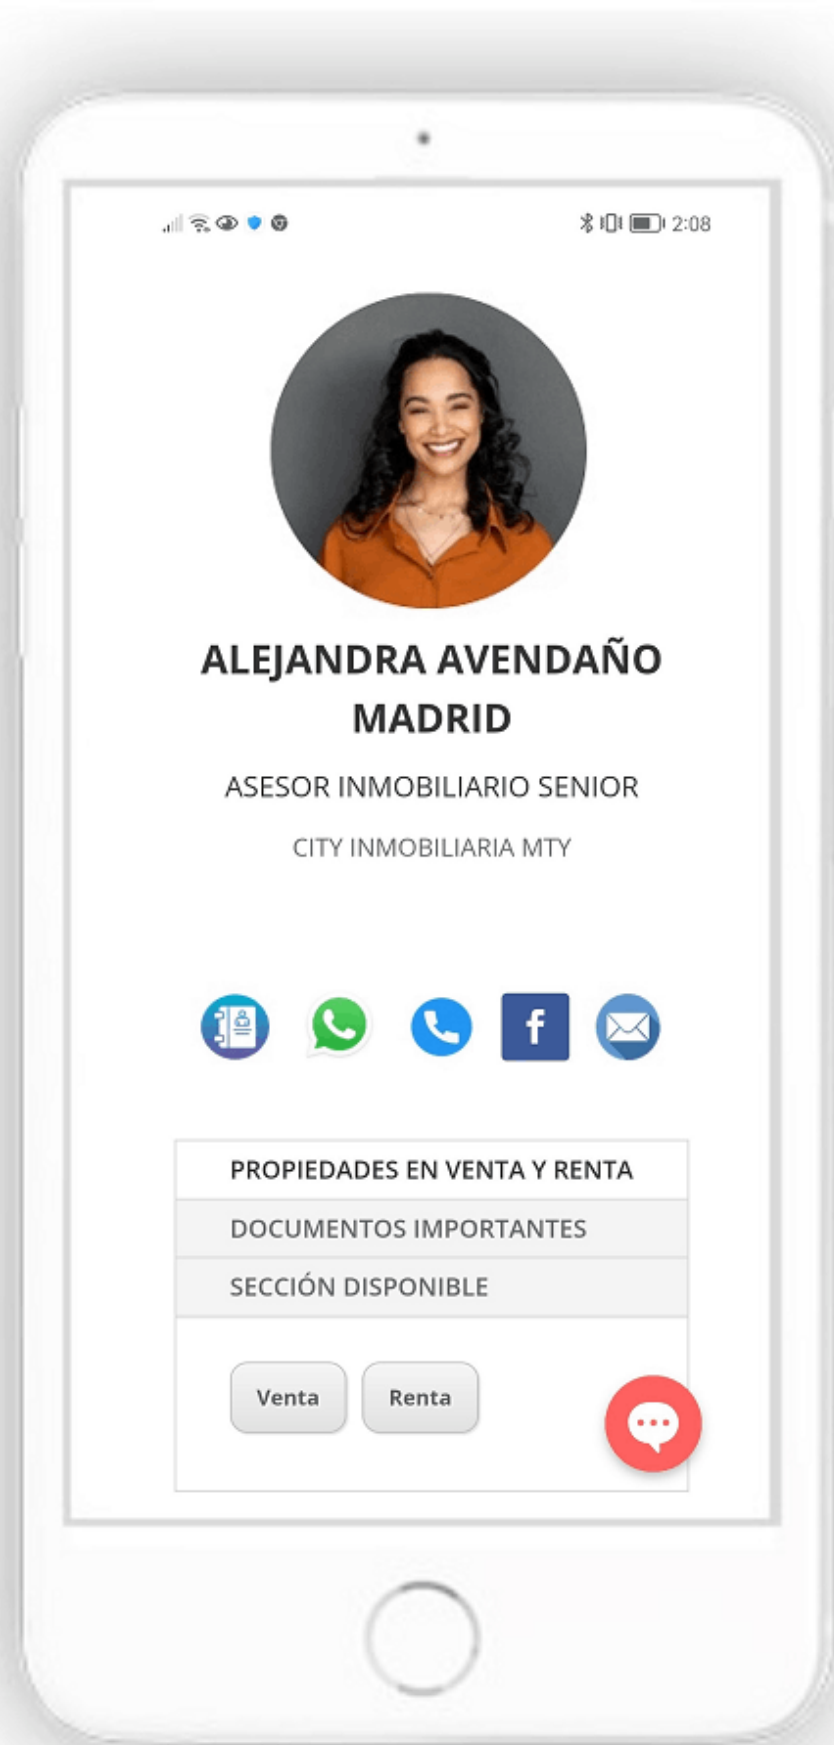 2:08
ALEJANDRA AVENDAÑO
MADRID
ASESOR INMOBILIARIO SENIOR
CITY INMOBILIARIA MTY
f
PROPIEDADES EN VENTA Y RENTA
DOCUMENTOS IMPORTANTES
SECCIÓN DISPONIBLE
Venta Renta